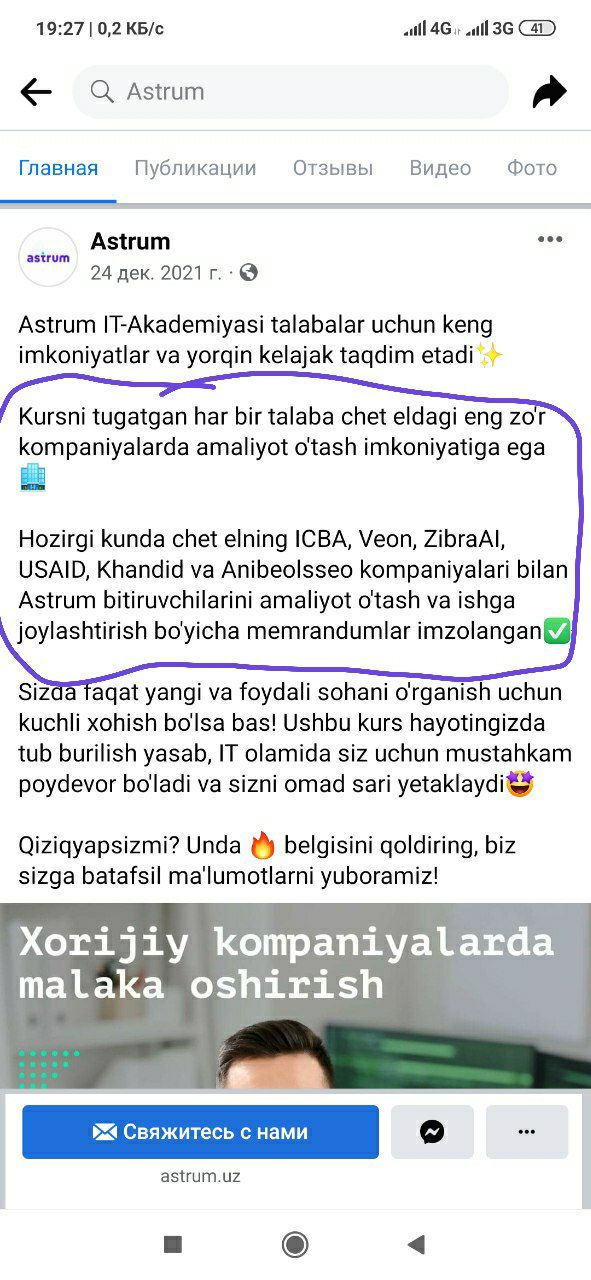 19:27 | 0,2 КБ/с
4G 3G 41
Astrum
Главная Публикации Отзывы Видео Фото
astrum
Astrum
24 дек. 2021 г. ·
Astrum IT-Akademiyasi talabalar uchun keng
imkoniyatlar va yorqin kelajak taqdim etadi✨
Kursni tugatgan har bir talaba chet eldagi eng zo'r
kompaniyalarda amaliyot o'tash imkoniyatiga ega
🏢
Hozirgi kunda chet elning ICBA, Veon, ZibraAI,
USAID, Khandid va Anibeolsseo kompaniyalari bilan
Astrum bitiruvchilarini amaliyot o'tash va ishga
joylashtirish bo'yicha memrandumlar imzolangan✅
Sizda faqat yangi va foydali sohani o'rganish uchun
kuchli xohish bo'lsa bas! Ushbu kurs hayotingizda
tub burilish yasab, IT olamida siz uchun mustahkam
poydevor bo'ladi va sizni omad sari yetaklaydi🤩
Qiziqyapsizmi? Unda 🔥 belgisini qoldiring, biz
sizga batafsil ma'lumotlarni yuboramiz!
Xorijiy kompaniyalarda
malaka oshirish
Свяжитесь с нами
astrum.uz